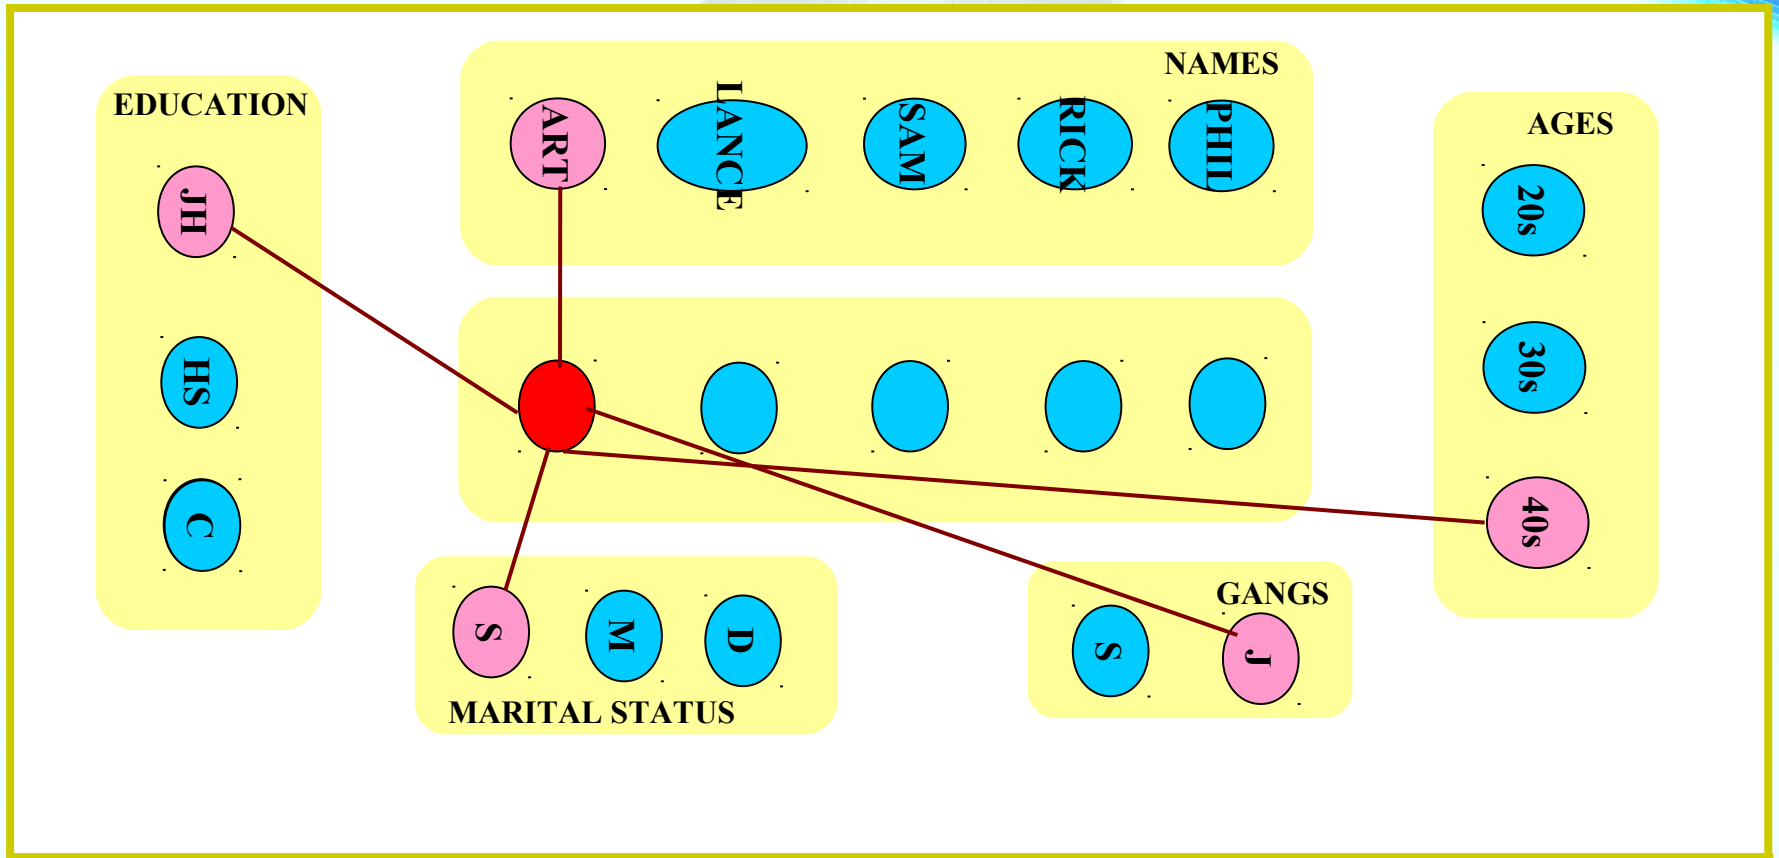 EDUCATION
JH
HS
C
NAMES
ART
LANCE
SAM
RICK
PHIL
AGES
20s
30s
40s
S
M
D
MARITAL STATUS
GANGS
S
J